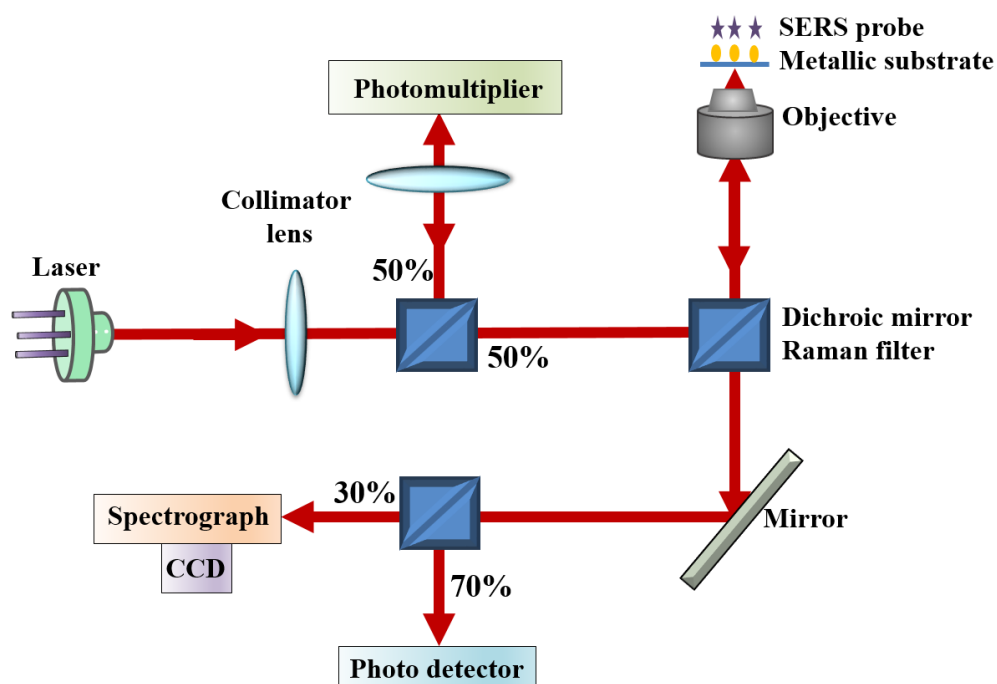 SERS probe
Metallic substrate
Photomultiplier
Objective
Collimator
lens
Laser
50%
50%
Dichroic mirror
Raman filter
30%
Spectrograph
CCD
Mirror
70%
Photo detector